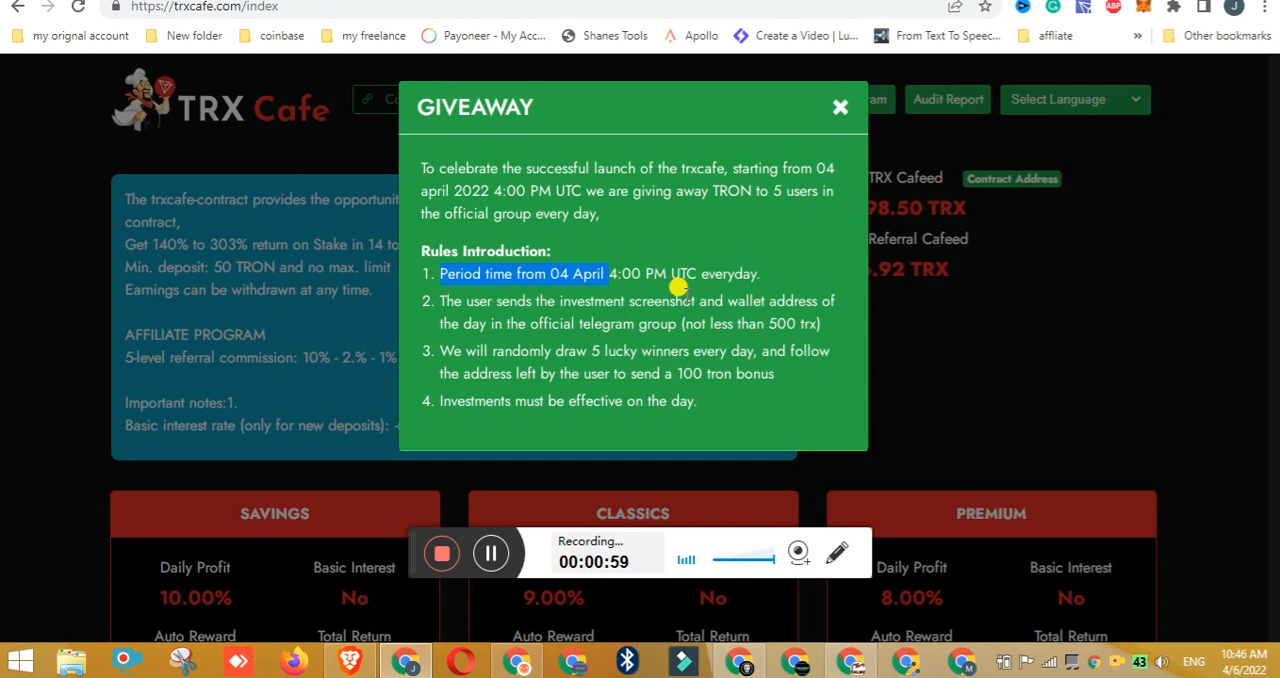 https://trxcafe.com/index
my orignal account
New folder
coinbase
my freelance
Payoneer - My Acc...
Shanes Tools
Apollo
Create a Video | Lu...
From Text To Speec...
affliate
»
Other bookmarks
TRX Cafe
Audit Report
Select Language
GIVEAWAY
To celebrate the successful launch of the trxcafe, starting from 04
april 2022 4:00 PM UTC we are giving away TRON to 5 users in
the official group every day,
Rules Introduction:
1. Period time from 04 April 4:00 PM UTC everyday.
2. The user sends the investment screenshot and wallet address of
the day in the official telegram group (not less than 500 trx)
3. We will randomly draw 5 lucky winners every day, and follow
the address left by the user to send a 100 tron bonus
4. Investments must be effective on the day.
The trxcafe-contract provides the opportunit
contract,
Get 140% to 303% return on Stake in 14 to
Min. deposit: 50 TRON and no max. limit
Earnings can be withdrawn at any time.
AFFILIATE PROGRAM
5-level referral commission: 10% - 2.% - 1%
Important notes:1.
Basic interest rate (only for new deposits): +
TRX Cafeed
Contract Address
98.50 TRX
Referral Cafeed
.92 TRX
SAVINGS
Daily Profit
Basic Interest
10.00%
No
Auto Reward
Total Return
CLASSICS
9.00%
No
Auto Reward
Total Return
PREMIUM
Daily Profit
Basic Interest
8.00%
No
Auto Reward
Total Return
Recording...
00:00:59
43
ENG
10:46 AM
4/6/2022